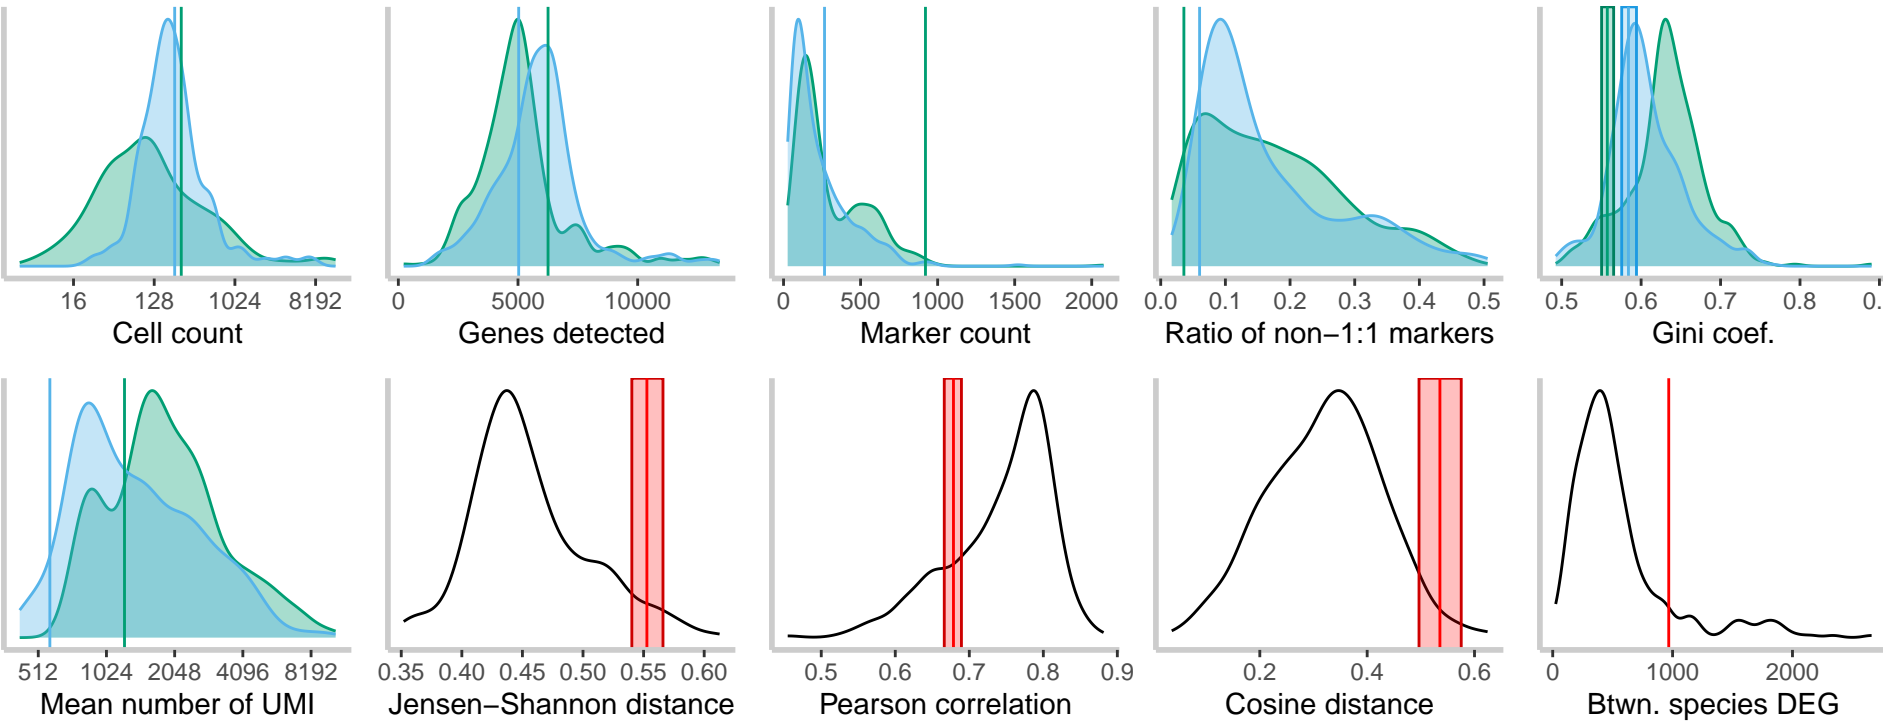 16 128 1024 8192
Cell count
0 5000 10000
Genes detected
0 500 1000 1500 2000
Marker count
0.0 0.1 0.2 0.3 0.4 0.5
Ratio of non−1:1 markers
0.5 0.6 0.7 0.8 0.
Gini coef.
512 1024 2048 4096 8192
Mean number of UMI
0.35 0.40 0.45 0.50 0.55 0.60
Jensen−Shannon distance
0.5 0.6 0.7 0.8 0.9
Pearson correlation
0.2 0.4 0.6
Cosine distance
0 1000 2000
Btwn. species DEG